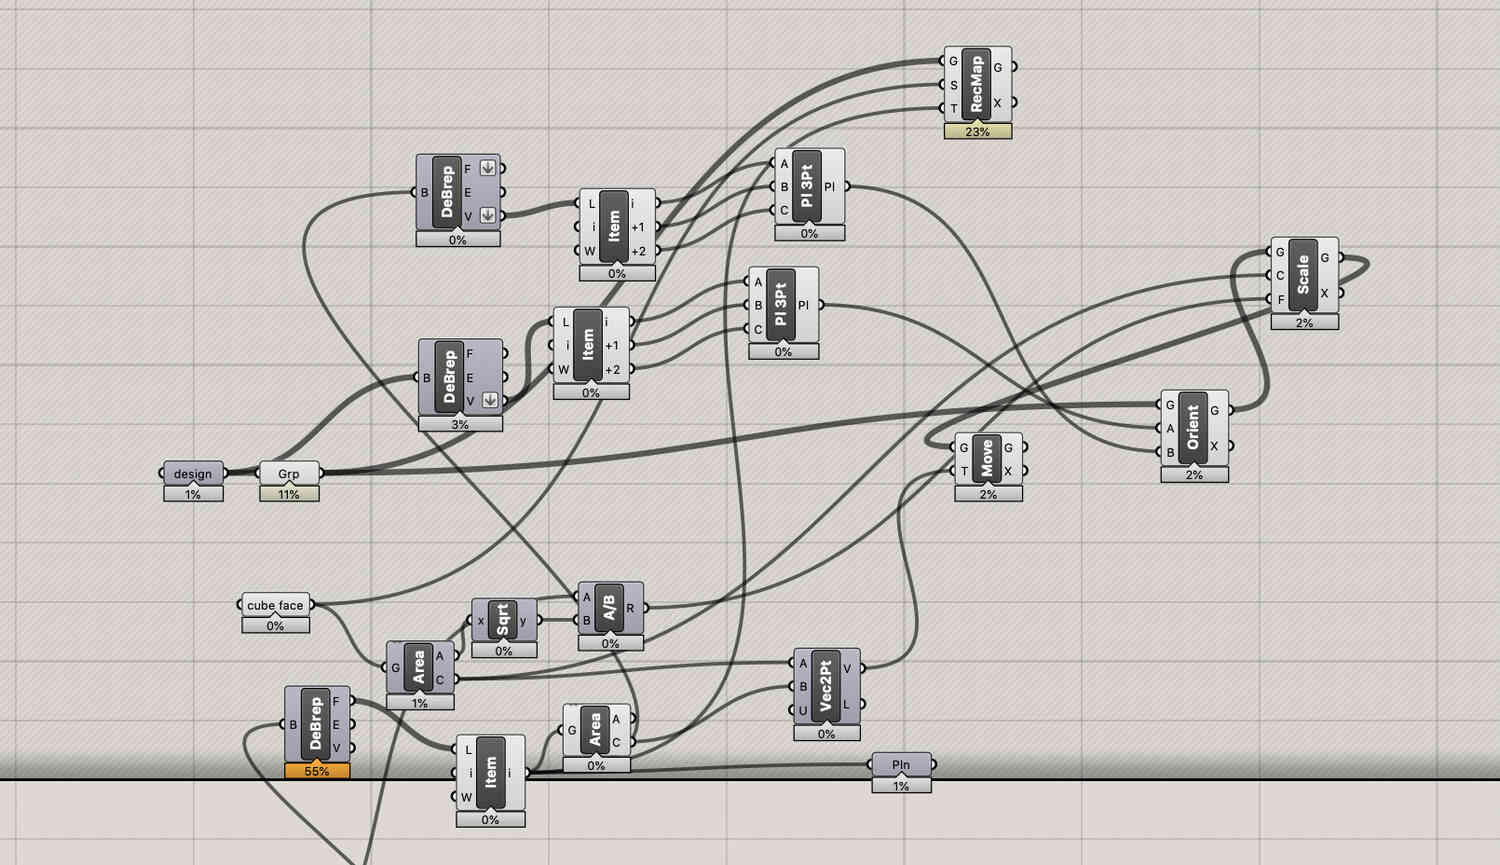 G
S
T
RecMap
G
X
23%
B
DeBrep
F
E
V
0%
L
i
W
Item
i
+1
+2
0%
A
B
C
Pl 3Pt
Pl
0%
A
B
C
Pl 3Pt
Pl
0%
G
C
F
Scale
G
X
2%
L
i
W
Item
i
+1
+2
0%
B
DeBrep
F
E
V
3%
G
A
B
Orient
G
X
2%
G
T
Move
G
X
2%
design
1%
Grp
11%
cube face
0%
x
Sqrt
y
0%
A
B
A/B
R
0%
G
Area
A
C
1%
A
B
U
Vec2Pt
V
L
0%
B
DeBrep
F
E
V
55%
G
Area
A
C
0%
L
i
W
Item
i
0%
Pln
1%